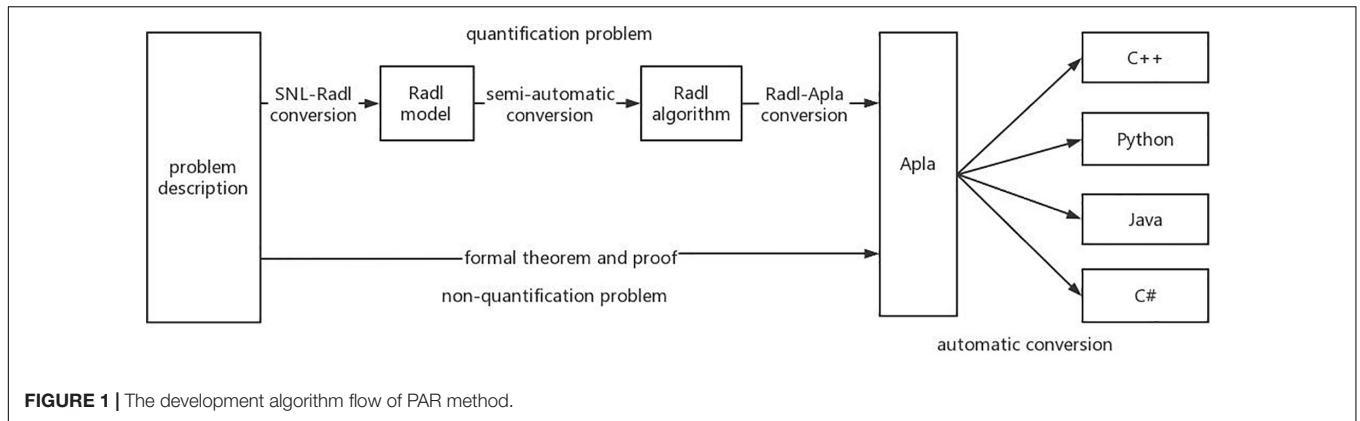 quantification problem
problem
description
SNL-Radl
conversion
Radl
model
semi-automatic
conversion
Radl
algorithm
Radl-Apla
conversion
Apla
C++
Python
Java
C#
formal theorem and proof
non-quantification problem
automatic conversion
FIGURE 1 | The development algorithm flow of PAR method.